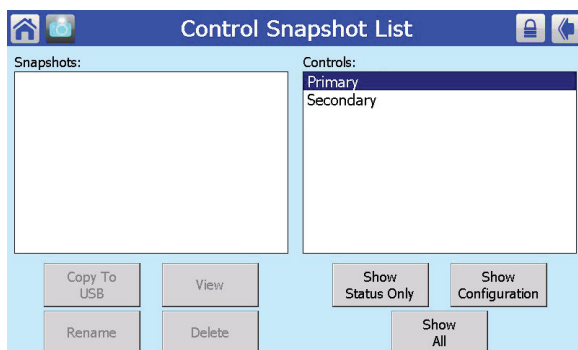 Control Snapshot List
Snapshots:
Controls:
Primary
Secondary
Copy To
USB
View
Show
Status Only
Show
Configuration
Rename
Delete
Show
All